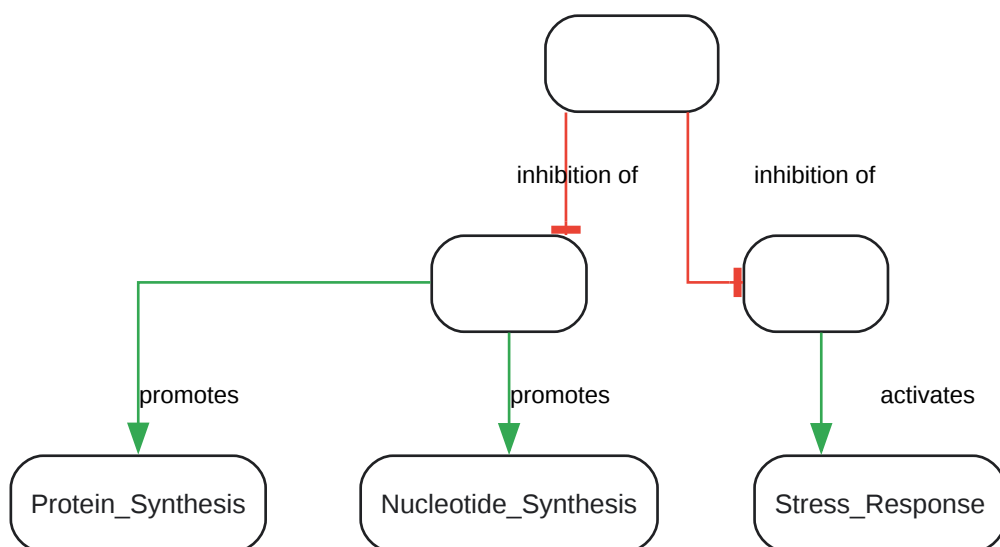 inhibition of
inhibition of
promotes
promotes
activates
Protein_Synthesis
Nucleotide_Synthesis
Stress_Response